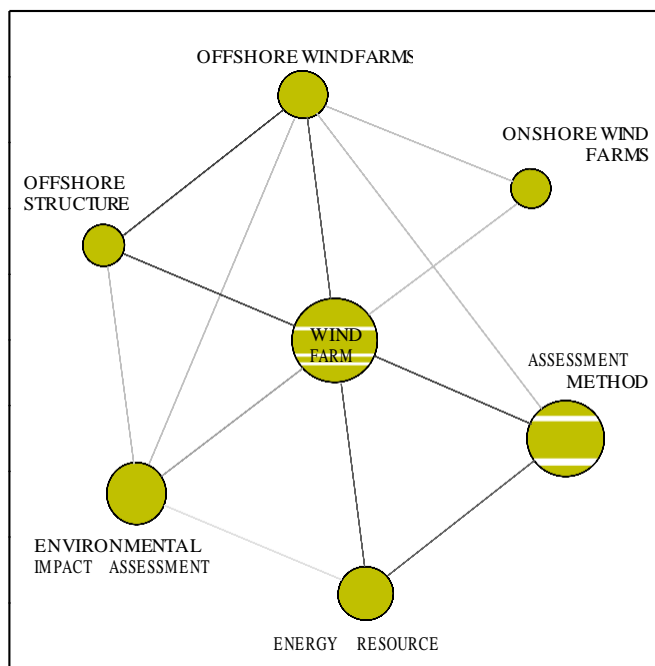 OFFSHORE WINDFARMS
ONSHORE WIND
FARMS
OFFSHORE
STRUCTURE
WIND
FARM
ASSESSMENT
METHOD
ENVIRONMENTAL
IMPACT ASSESSMENT
ENERGY RESOURCE